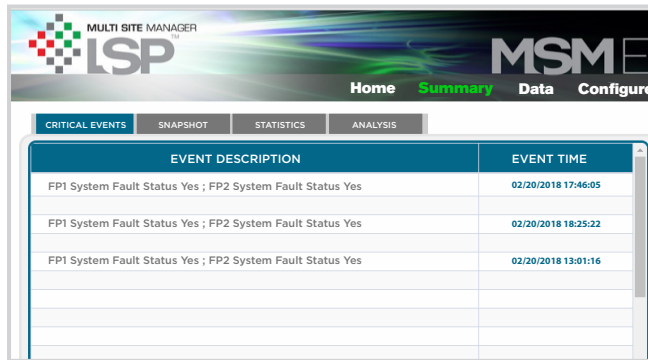 MULTI SITE MANAGER
LSP™
MSM
Home Summary Data Configure
CRITICAL EVENTS SNAPSHOT STATISTICS ANALYSIS
EVENT DESCRIPTION EVENT TIME
FP1 System Fault Status Yes ; FP2 System Fault Status Yes 02/20/2018 17:46:05
FP1 System Fault Status Yes ; FP2 System Fault Status Yes 02/20/2018 18:25:22
FP1 System Fault Status Yes ; FP2 System Fault Status Yes 02/20/2018 13:01:16